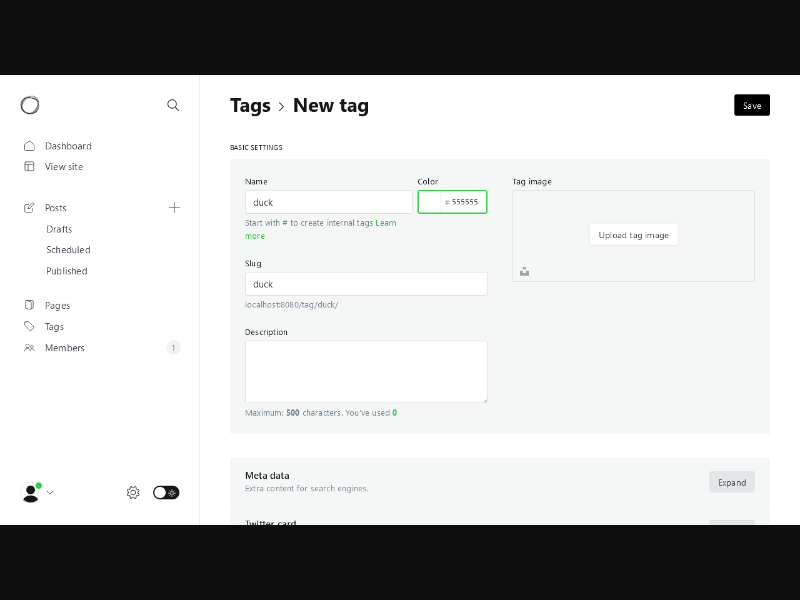 Tags > New tag
Save
Dashboard
View site
Posts
Drafts
Scheduled
Published
Pages
Tags
Members
1
BASIC SETTINGS
Name
duck
Start with # to create internal tags Learn
more
Color
# 555555
Slug
duck
localhost:8080/tag/duck/
Description
Maximum: 500 characters. You've used 0
Tag image
Upload tag image
Meta data
Extra content for search engines.
Expand
Twitter card